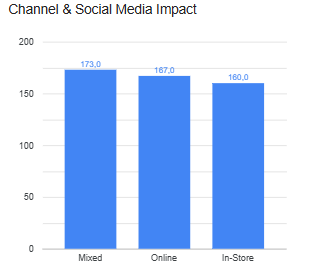 Channel & Social Media Impact
200
150
100
50
0
173,0
167,0
160,0
Mixed
Online
In-Store